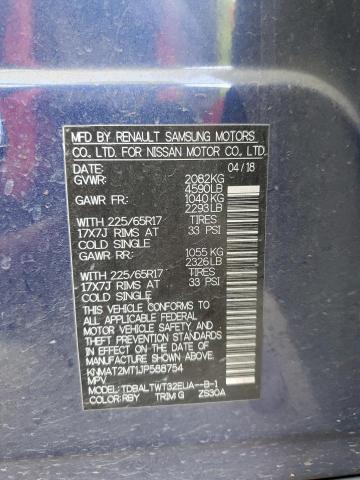 MFD BY RENAULT SAMSUNG MOTORS
CO., LTD. FOR NISSAN MOTOR CO., LTD.
DATE: 04/18
GVWR: 2082KG
4590LB
GAWR FR: 1040 KG
2293LB
WITH 225/65R17 TIRES
17X7J RIMS AT 33 PSI
COLD SINGLE
GAWR RR: 1055 KG
2326LB
WITH 225/65R17 TIRES
17X7J RIMS AT 33 PSI
COLD SINGLE
THIS VEHICLE CONFORMS TO
ALL APPLICABLE FEDERAL
MOTOR VEHICLE SAFETY AND
THEFT PREVENTION STANDARDS
IN EFFECT ON THE DATE OF
MANUFACTURE SHOWN ABOVE.
KNMAT2MT1JP588754
MPV
MODEL: TDBALTWT32EUA--B-1
COLOR: RBY TRIM G ZS30A